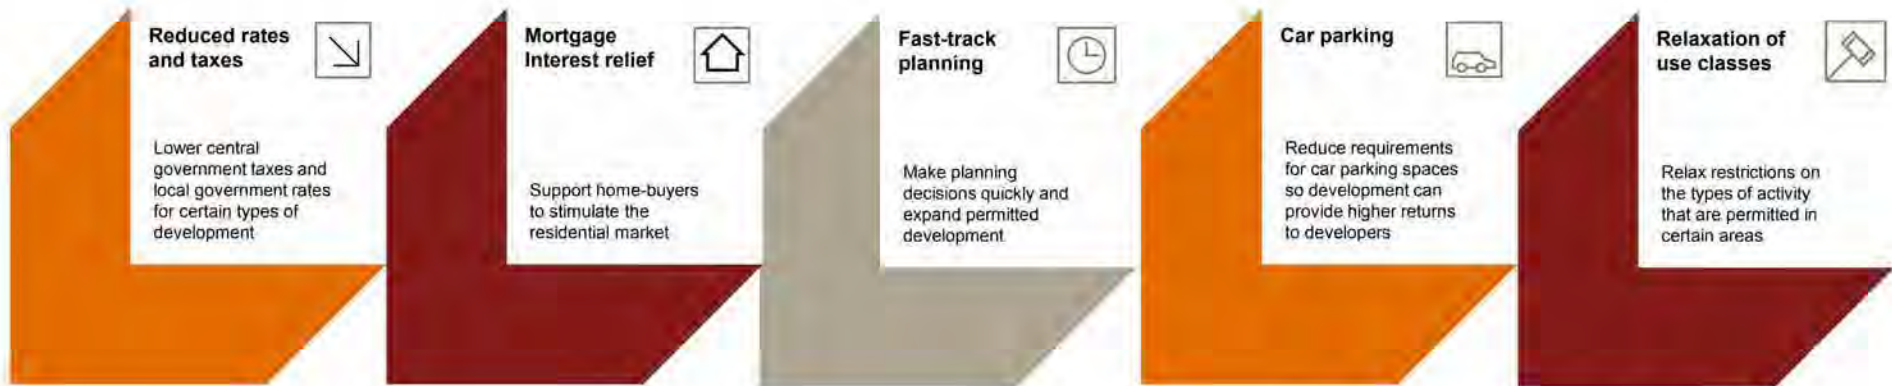 Reduced rates
and taxes
Lower central
government taxes and
local government rates
for certain types of
development
Mortgage
Interest relief
Support home-buyers
to stimulate the
residential market
Fast-track
planning
Make planning
decisions quickly and
expand permitted
development
Car parking
Reduce requirements
for car parking spaces
so development can
provide higher returns
to developers
Relaxation of
use classes
Relax restrictions on
the types of activity
that are permitted in
certain areas